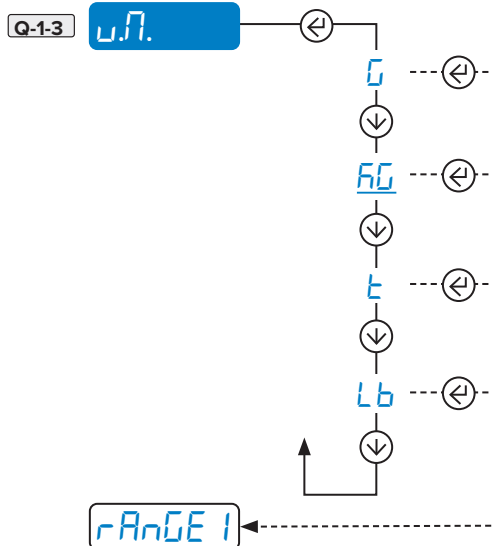 Q-1-3 u.M.
G
KG
t
Lb
rAnGE 1